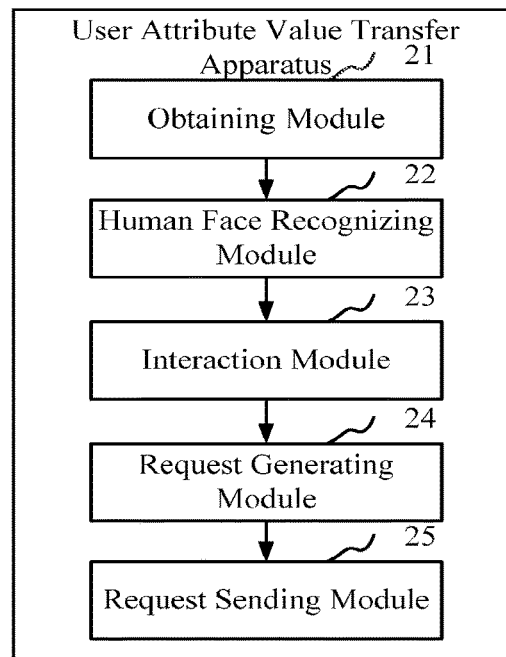 User Attribute Value Transfer
Apparatus
21
Obtaining Module
22
Human Face Recognizing
Module
23
Interaction Module
24
Request Generating
Module
25
Request Sending Module